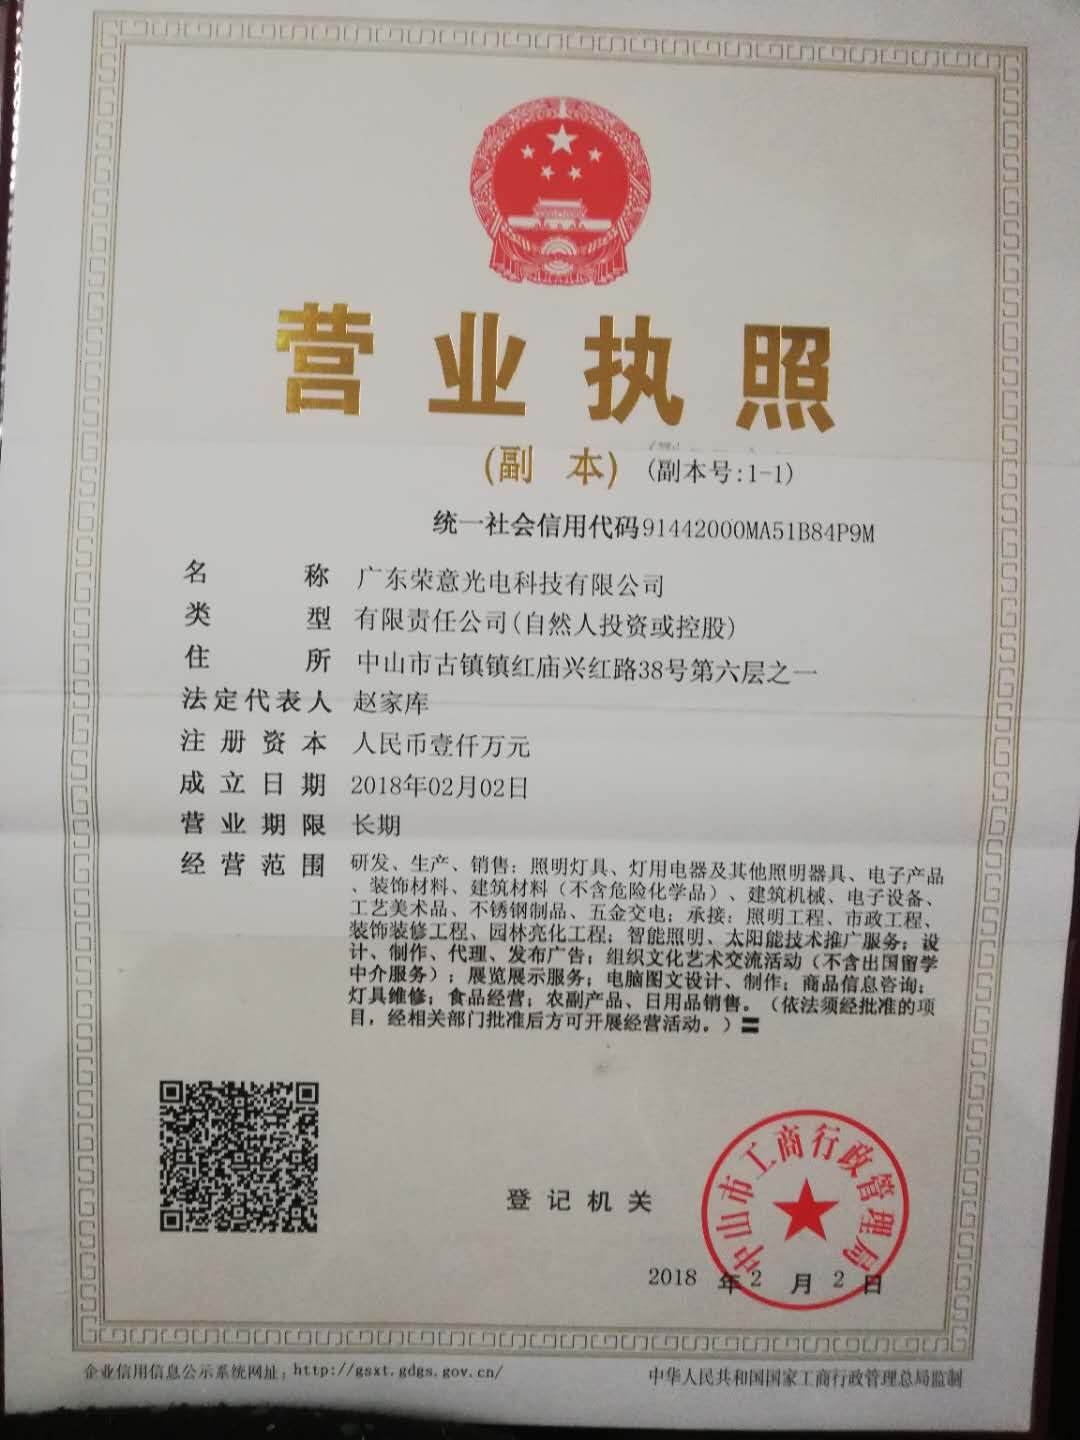 营业执照
(副本) (副本号:1-1)
统一社会信用代码91442000MA51B84P9M
名称 广东荣意光电科技有限公司
类型 有限责任公司(自然人投资或控股)
住所 中山市古镇镇红庙兴红路38号第六层之一
法定代表人 赵家库
注册资本 人民币壹仟万元
成立日期 2018年02月02日
营业期限 长期
经营范围 研发、生产、销售：照明灯具、灯用电器及其他照明器具、电子产品
、装饰材料、建筑材料（不含危险化学品）、建筑机械、电子设备、
工艺美术品、不锈钢制品、五金交电；承接：照明工程、市政工程、
装饰装修工程、园林亮化工程；智能照明、太阳能技术推广服务；设
计、制作、代理、发布广告；组织文化艺术交流活动（不含出国留学
中介服务）；展览展示服务；电脑图文设计、制作；商品信息咨询；
灯具维修；食品经营；农副产品、日用品销售。（依法须经批准的项
目，经相关部门批准后方可开展经营活动。）〓
中山市工商行政管理局
登记机关
2018年2月2日
企业信用信息公示系统网址：http://gsxt.gdgs.gov.cn/
中华人民共和国国家工商行政管理总局监制